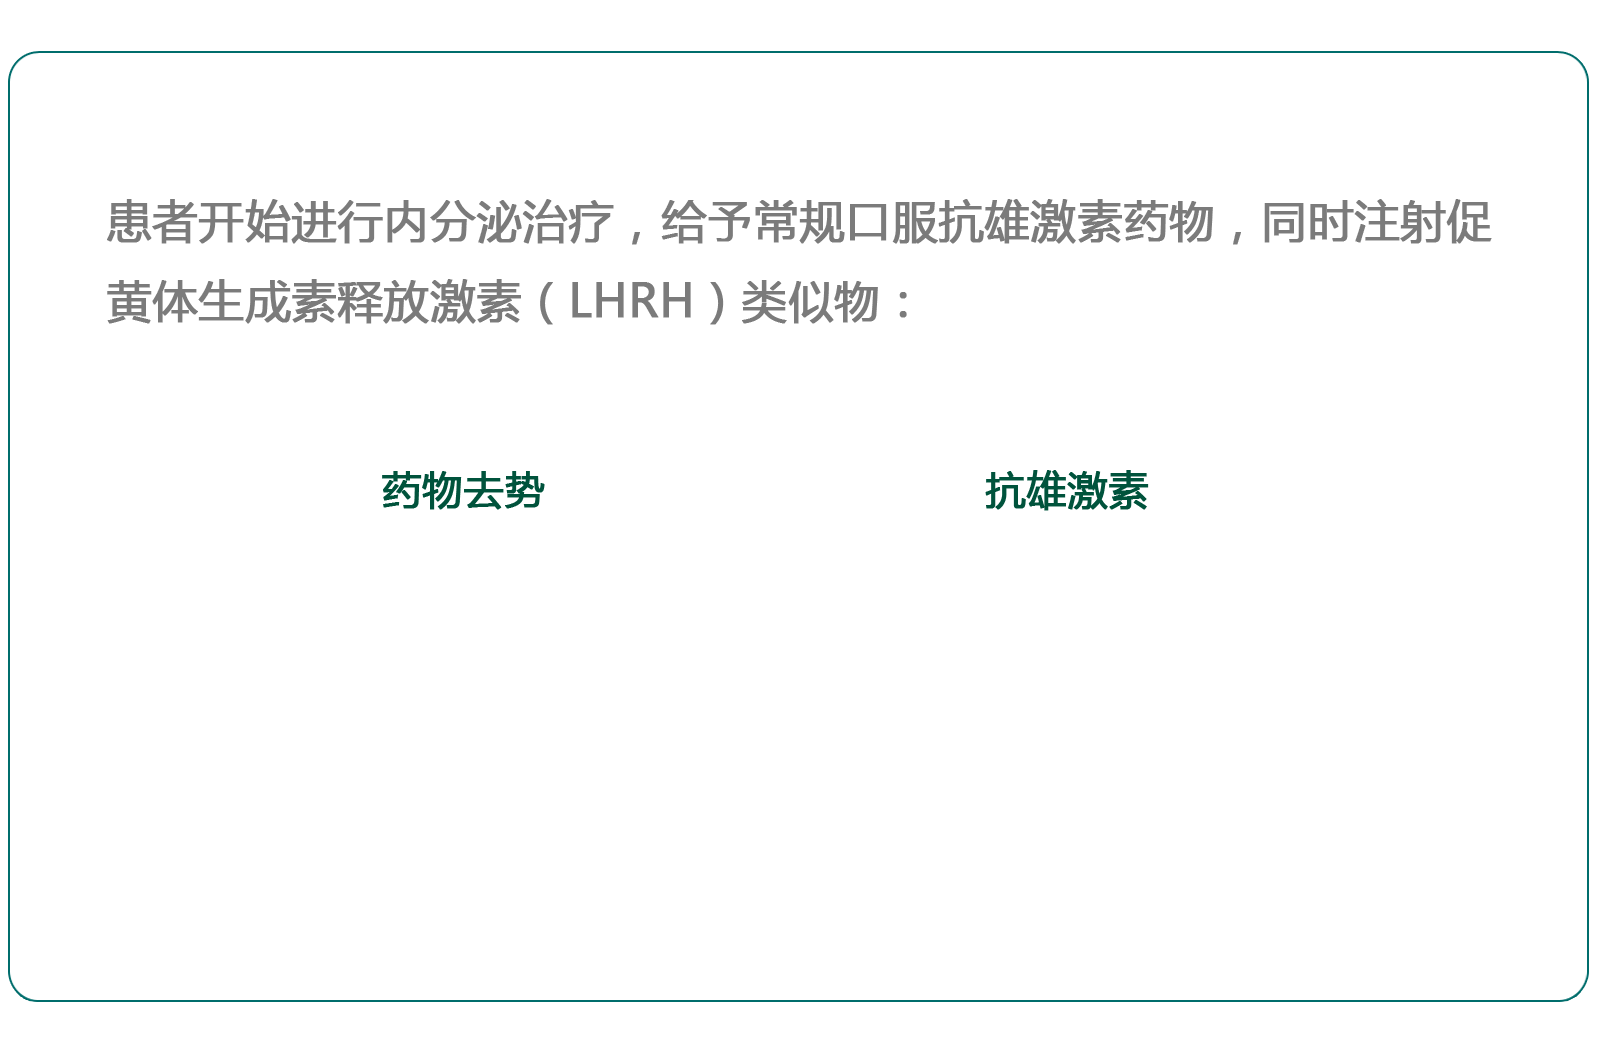 患者开始进行内分泌治疗，给予常规口服抗雄激素药物，同时注射促
黄体生成素释放激素（LHRH）类似物：
药物去势 抗雄激素